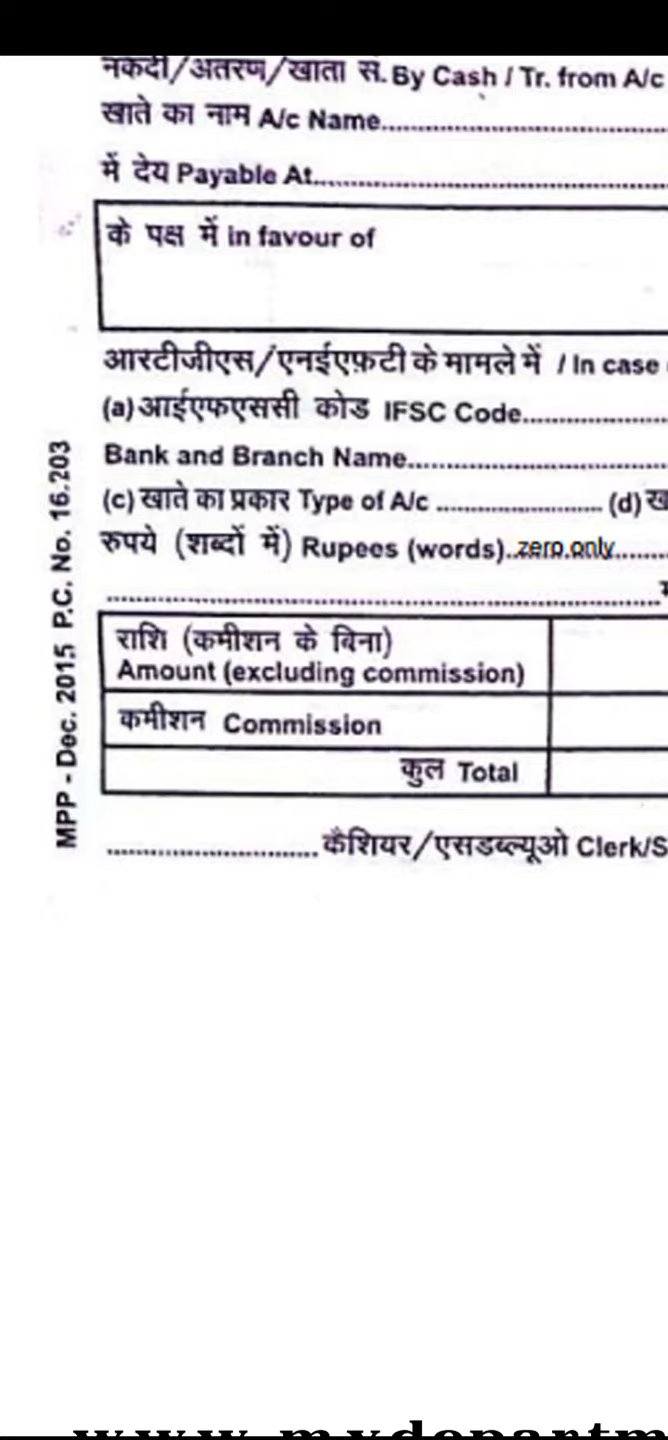 नकदी/अंतरण/खाता सं. By Cash / Tr. from A/c
खाते का नाम A/c Name
में देय Payable At
के पक्ष में in favour of
आरटीजीएस/एनईएफ़टी के मामले में / In case
(a) आईएफएससी कोड IFSC Code
Bank and Branch Name
(c) खाते का प्रकार Type of A/c (d)
रुपये (शब्दों में) Rupees (words) zero only
राशि (कमीशन के बिना)
Amount (excluding commission)
कमीशन Commission
कुल Total
कैशियर/एसडब्ल्यूओ Clerk/S
MPP - Dec. 2015 P.C. No. 16.203